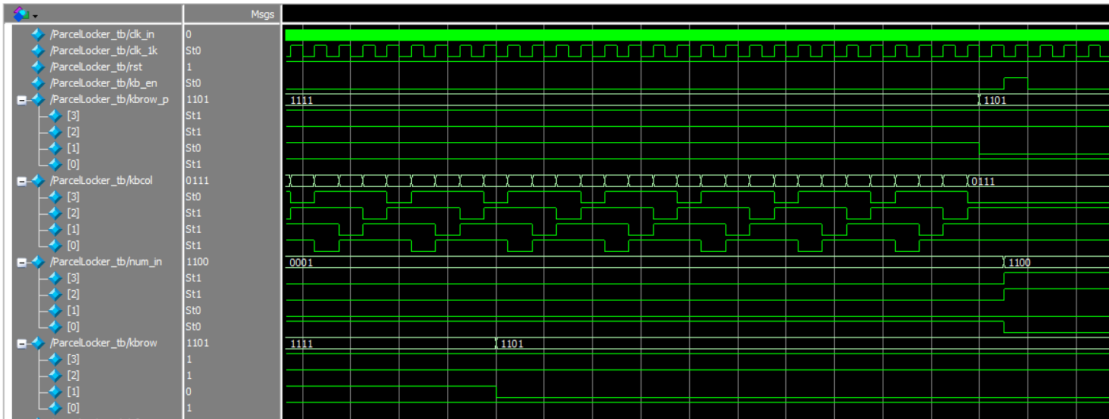 Msgs
/ParcelLocker_tb/clk_in 0
/ParcelLocker_tb/clk_1k St0
/ParcelLocker_tb/rst 1
/ParcelLocker_tb/kb_en St0
/ParcelLocker_tb/kbrow_p 1101 1111 1101
[3] St1
[2] St1
[1] St0
[0] St1
/ParcelLocker_tb/kbcol 0111 0111
[3] St0
[2] St1
[1] St1
[0] St1
/ParcelLocker_tb/num_in 1100 0001 1100
[3] St1
[2] St1
[1] St0
[0] St0
/ParcelLocker_tb/kbrow 1101 1111 1101
[3] 1
[2] 1
[1] 0
[0] 1